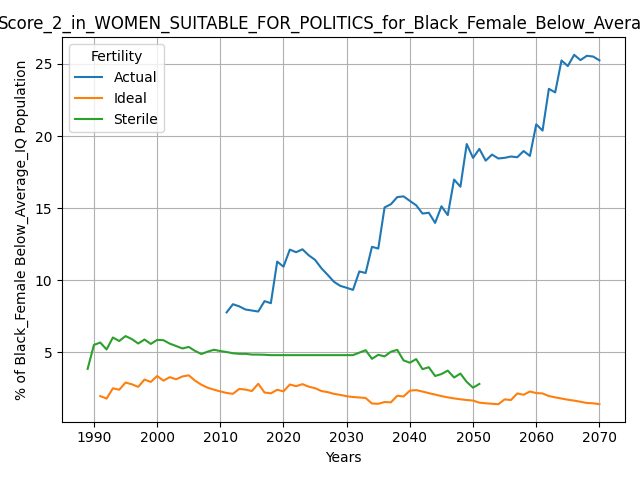 Score_2_in_WOMEN_SUITABLE_FOR_POLITICS_for_Black_Female_Below_Avera
Fertility
Actual
Ideal
Sterile
% of Black_Female Below_Average_IQ Population
25
20
15
10
5
1990 2000 2010 2020 2030 2040 2050 2060 2070
Years